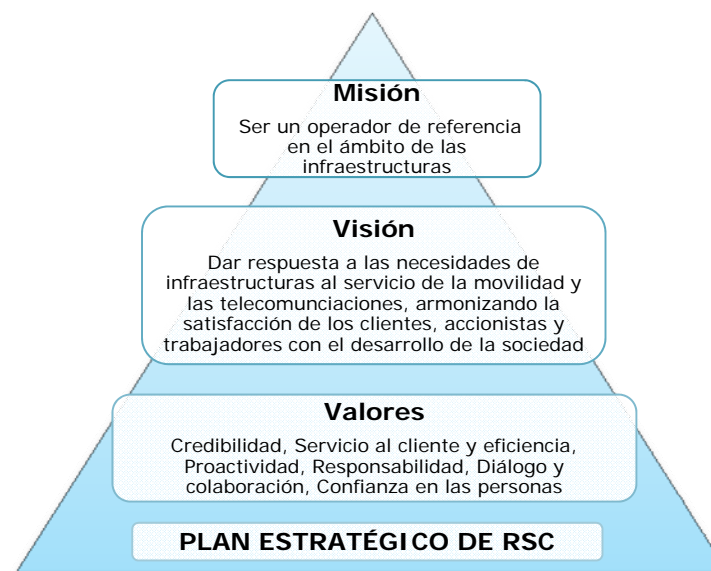 Misión
Ser un operador de referencia
en el ámbito de las
infraestructuras
Visión
Dar respuesta a las necesidades de
infraestructuras al servicio de la movilidad y
las telecomunciaciones, armonizando la
satisfacción de los clientes, accionistas y
trabajadores con el desarrollo de la sociedad
Valores
Credibilidad, Servicio al cliente y eficiencia,
Proactividad, Responsabilidad, Diálogo y
colaboración, Confianza en las personas
PLAN ESTRATÉGICO DE RSC